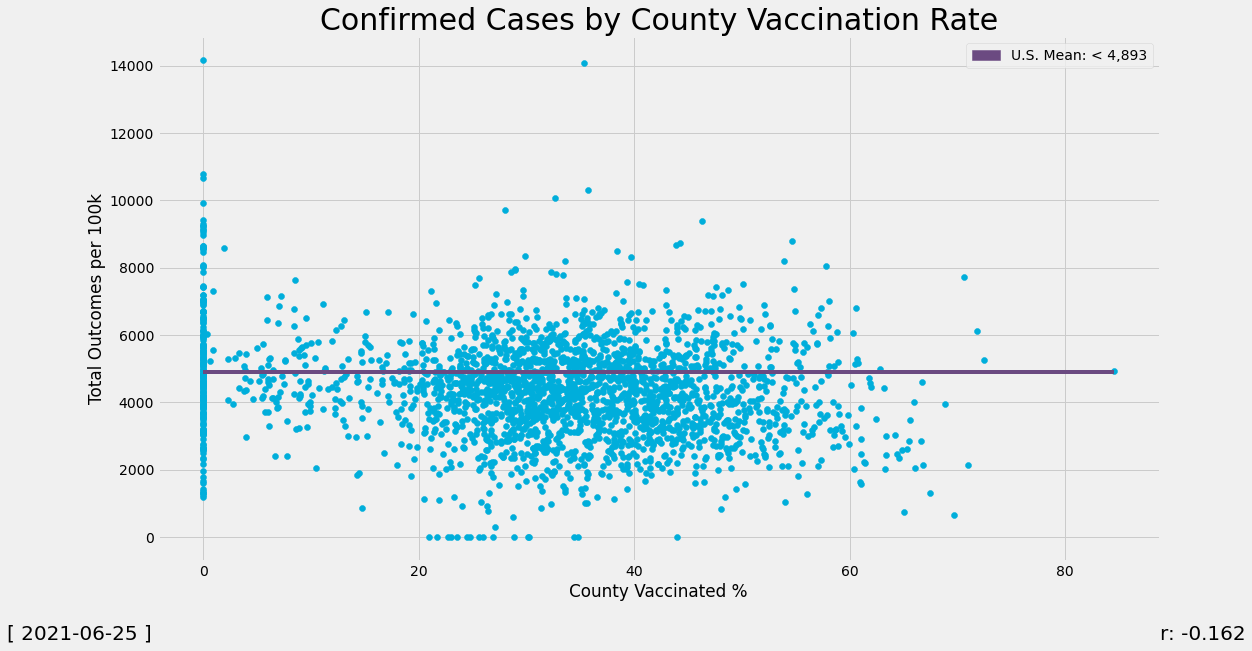 Confirmed Cases by County Vaccination Rate
U.S. Mean: < 4,893
Total Outcomes per 100k
14000
12000
10000
8000
6000
4000
2000
0
0 20 40 60 80
County Vaccinated %
[ 2021-06-25 ]
r: -0.162